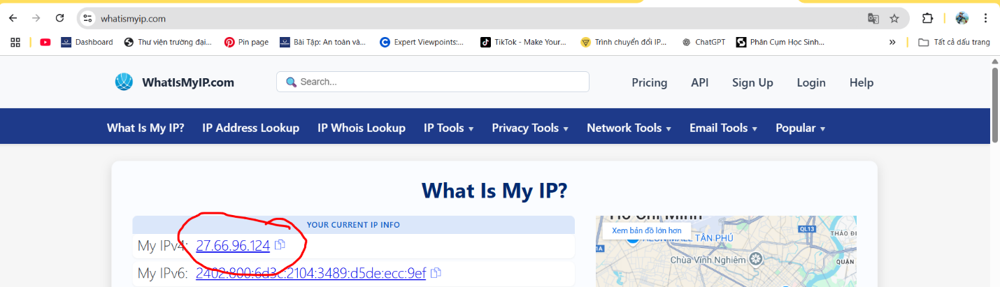 whatismyip.com
Dashboard Thư viện trường đại... Pin page Bài Tập: An toàn và... Expert Viewpoints:... TikTok - Make Your... Trình chuyển đổi IP... ChatGPT Phân Cụm Học Sinh... » Tất cả dấu trang
WhatIsMyIP.com Search... Pricing API Sign Up Login Help
What Is My IP? IP Address Lookup IP Whois Lookup IP Tools Privacy Tools Network Tools Email Tools Popular
What Is My IP?
YOUR CURRENT IP INFO
My IPv4: 27.66.96.124
My IPv6: 2402:800:6d3c:2104:3489:d5de:ecc:9ef
Hồ Chí Minh
Xem bản đồ lớn hơn
QL13
THẢO ĐI
AEON MALL TÂN PHÚ
1A
Chùa Vĩnh Nghiêm
QUẬN